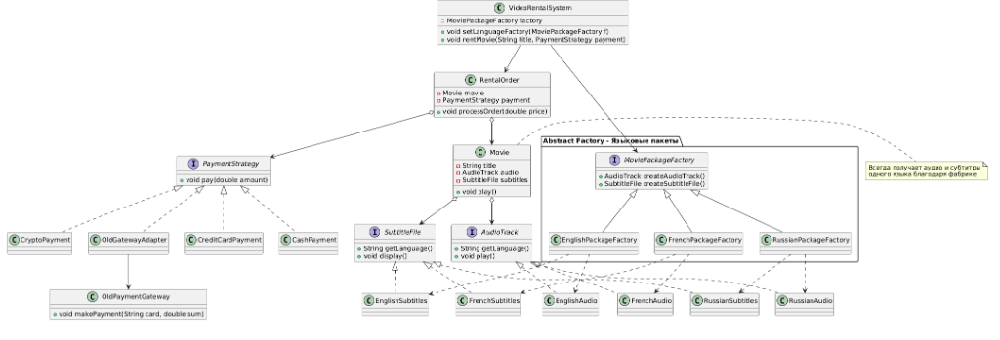 VideoRentalSystem
MoviePackageFactory factory
void setLanguageFactory(MoviePackageFactory f)
void rentMovie(String title, PaymentStrategy payment)
RentalOrder
Movie movie
PaymentStrategy payment
void processOrder(double price)
PaymentStrategy
void pay(double amount)
Movie
String title
AudioTrack audio
SubtitleFile subtitles
void play()
Abstract Factory - Языковые пакеты
MoviePackageFactory
AudioTrack createAudioTrack()
SubtitleFile createSubtitleFile()
Всегда получает аудио и субтитры
одного языка благодаря фабрике
CryptoPayment
OldGatewayAdapter
CreditCardPayment
CashPayment
SubtitleFile
String getLanguage()
void display()
AudioTrack
String getLanguage()
void play()
EnglishPackageFactory
FrenchPackageFactory
RussianPackageFactory
OldPaymentGateway
void makePayment(String card, double sum)
EnglishSubtitles
FrenchSubtitles
EnglishAudio
FrenchAudio
RussianSubtitles
RussianAudio